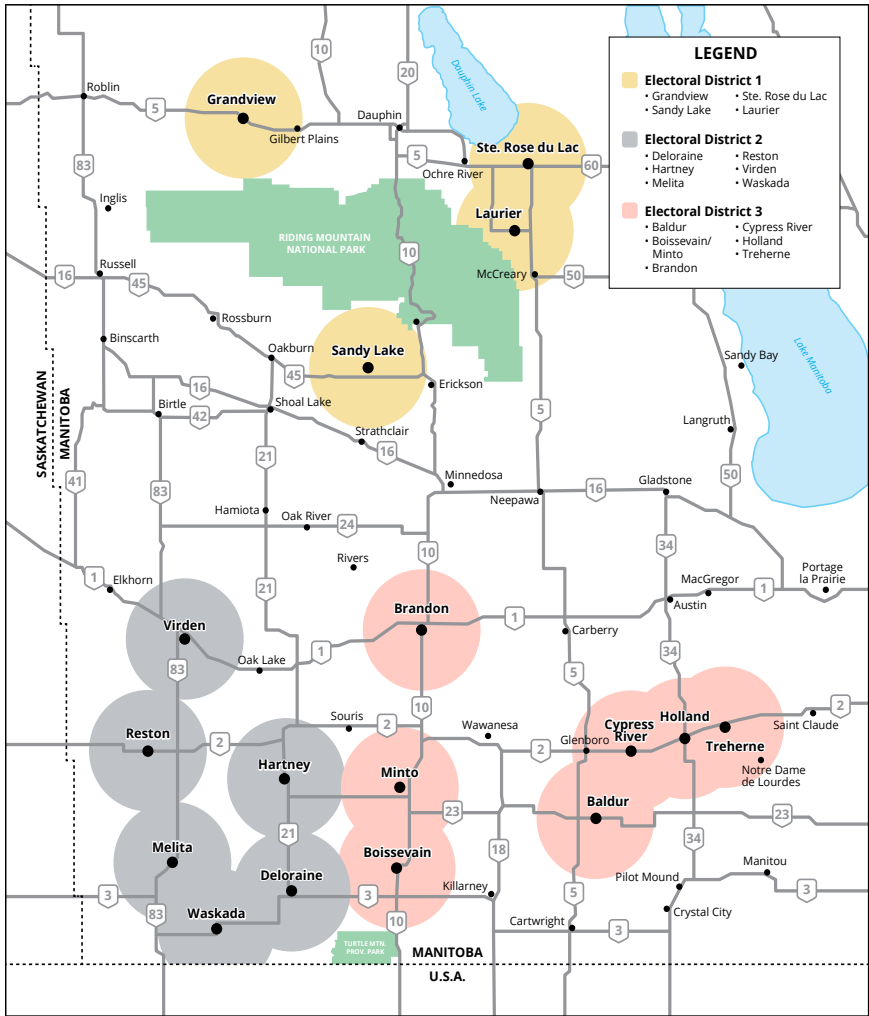 LEGEND
Electoral District 1
• Grandview
• Sandy Lake
• Ste. Rose du Lac
• Laurier
Electoral District 2
• Deloraine
• Hartney
• Melita
• Reston
• Virden
• Waskada
Electoral District 3
• Baldur
• Boissevain/
Minto
• Brandon
• Cypress River
• Holland
• Treherne
10
20
Dauphin Lake
Roblin
Grandview
5
Gilbert Plains
Dauphin
5
Ste. Rose du Lac
60
Ochre River
83
Inglis
Laurier
RIDING MOUNTAIN
NATIONAL PARK
10
McCreary
50
Russell
16
45
Rossburn
Binscarth
Oakburn
Sandy Lake
45
Erickson
Sandy Bay
Lake Manitoba
SASKATCHEWAN
MANITOBA
16
Birtle
42
Shoal Lake
5
Strathclair
16
Langruth
21
41
83
Minnedosa
Neepawa
16
Gladstone
50
Hamiota
Oak River
24
10
34
Rivers
1
Elkhorn
21
MacGregor
1
Portage
la Prairie
Austin
Brandon
1
Carberry
Virden
Oak Lake
1
83
34
5
10
Souris
2
Wawanesa
Reston
2
Hartney
2
Glenboro
Cypress
River
Holland
Treherne
2
Saint Claude
Notre Dame
de Lourdes
Minto
23
Baldur
23
21
18
34
Melita
Boissevain
Deloraine
3
83
Waskada
3
10
Killarney
5
Pilot Mound
Manitou
3
Crystal City
Cartwright
3
TURTLE MTN.
PROV. PARK
MANITOBA
U.S.A.